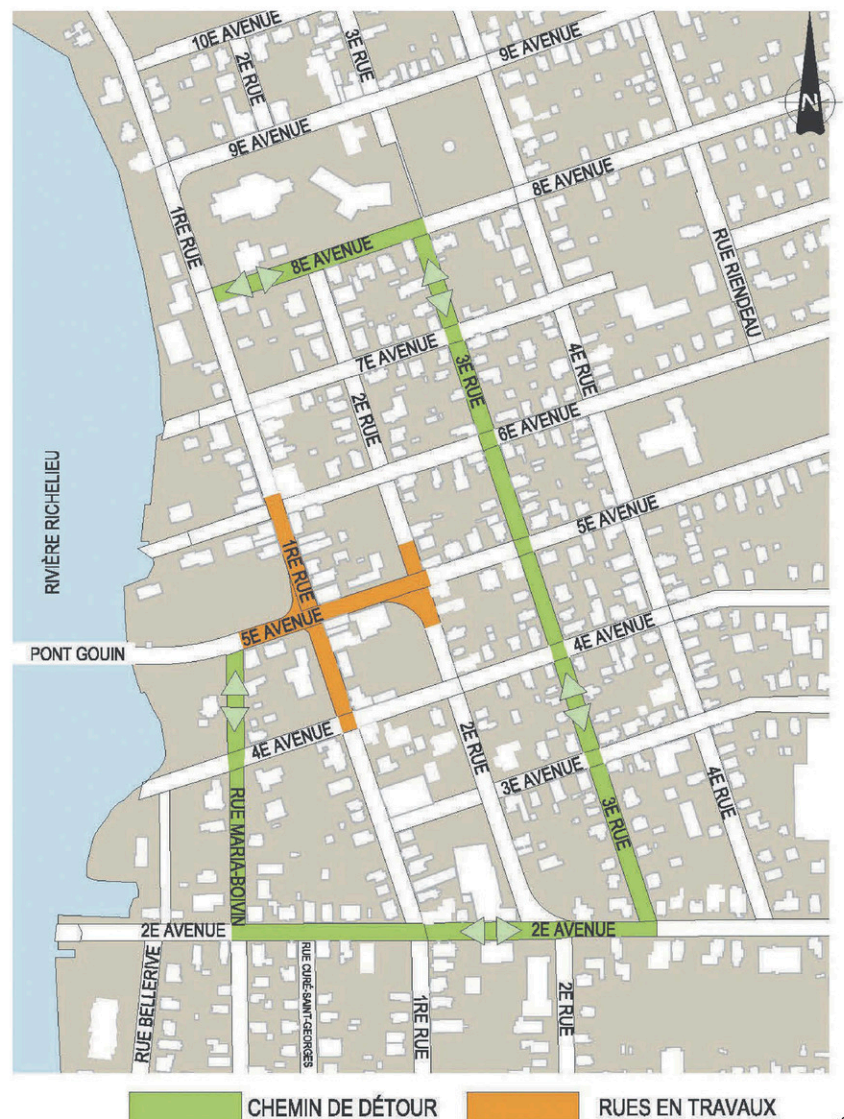 10E AVENUE
3E RUE
9E AVENUE
2E RUE
N
9E AVENUE
8E AVENUE
1RE RUE
8E AVENUE
RUE RIENDEAU
7E AVENUE
3E RUE
4E RUE
2E RUE
6E AVENUE
RIVIÈRE RICHELIEU
5E AVENUE
1RE RUE
5E AVENUE
4E AVENUE
PONT GOUIN
4E AVENUE
2E RUE
3E AVENUE
4E RUE
RUE MARIA-BOIVIN
3E RUE
2E AVENUE
2E AVENUE
RUE BELLERIVE
RUE CURÉ-SAINT-GEORGES
1RE RUE
2E RUE
CHEMIN DE DÉTOUR
RUES EN TRAVAUX